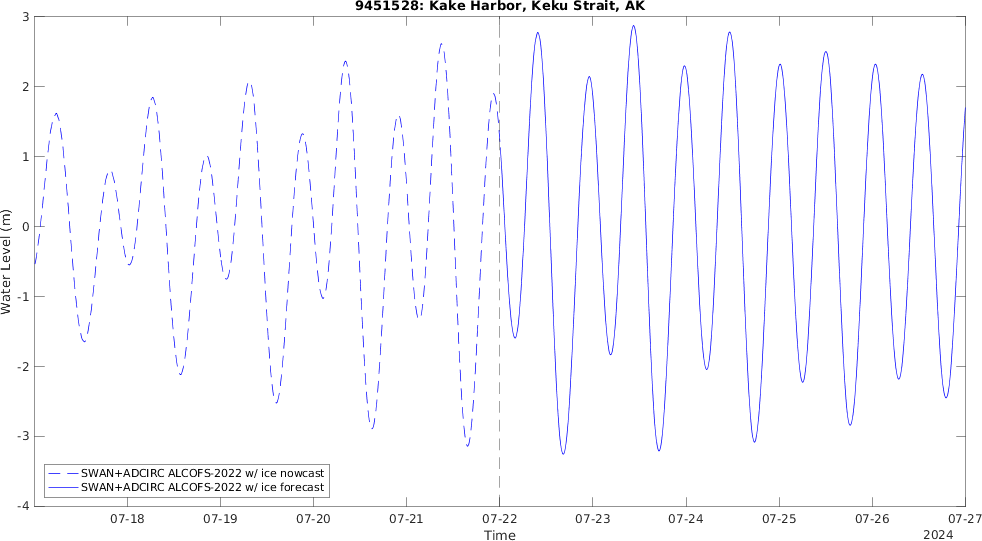 9451528: Kake Harbor, Keku Strait, AK
3
2
1
0
-1
-2
-3
-4
Water Level (m)
SWAN+ADCIRC ALCOFS-2022 w/ ice nowcast
SWAN+ADCIRC ALCOFS-2022 w/ ice forecast
07-18 07-19 07-20 07-21 07-22 07-23 07-24 07-25 07-26 07-27
Time
2024